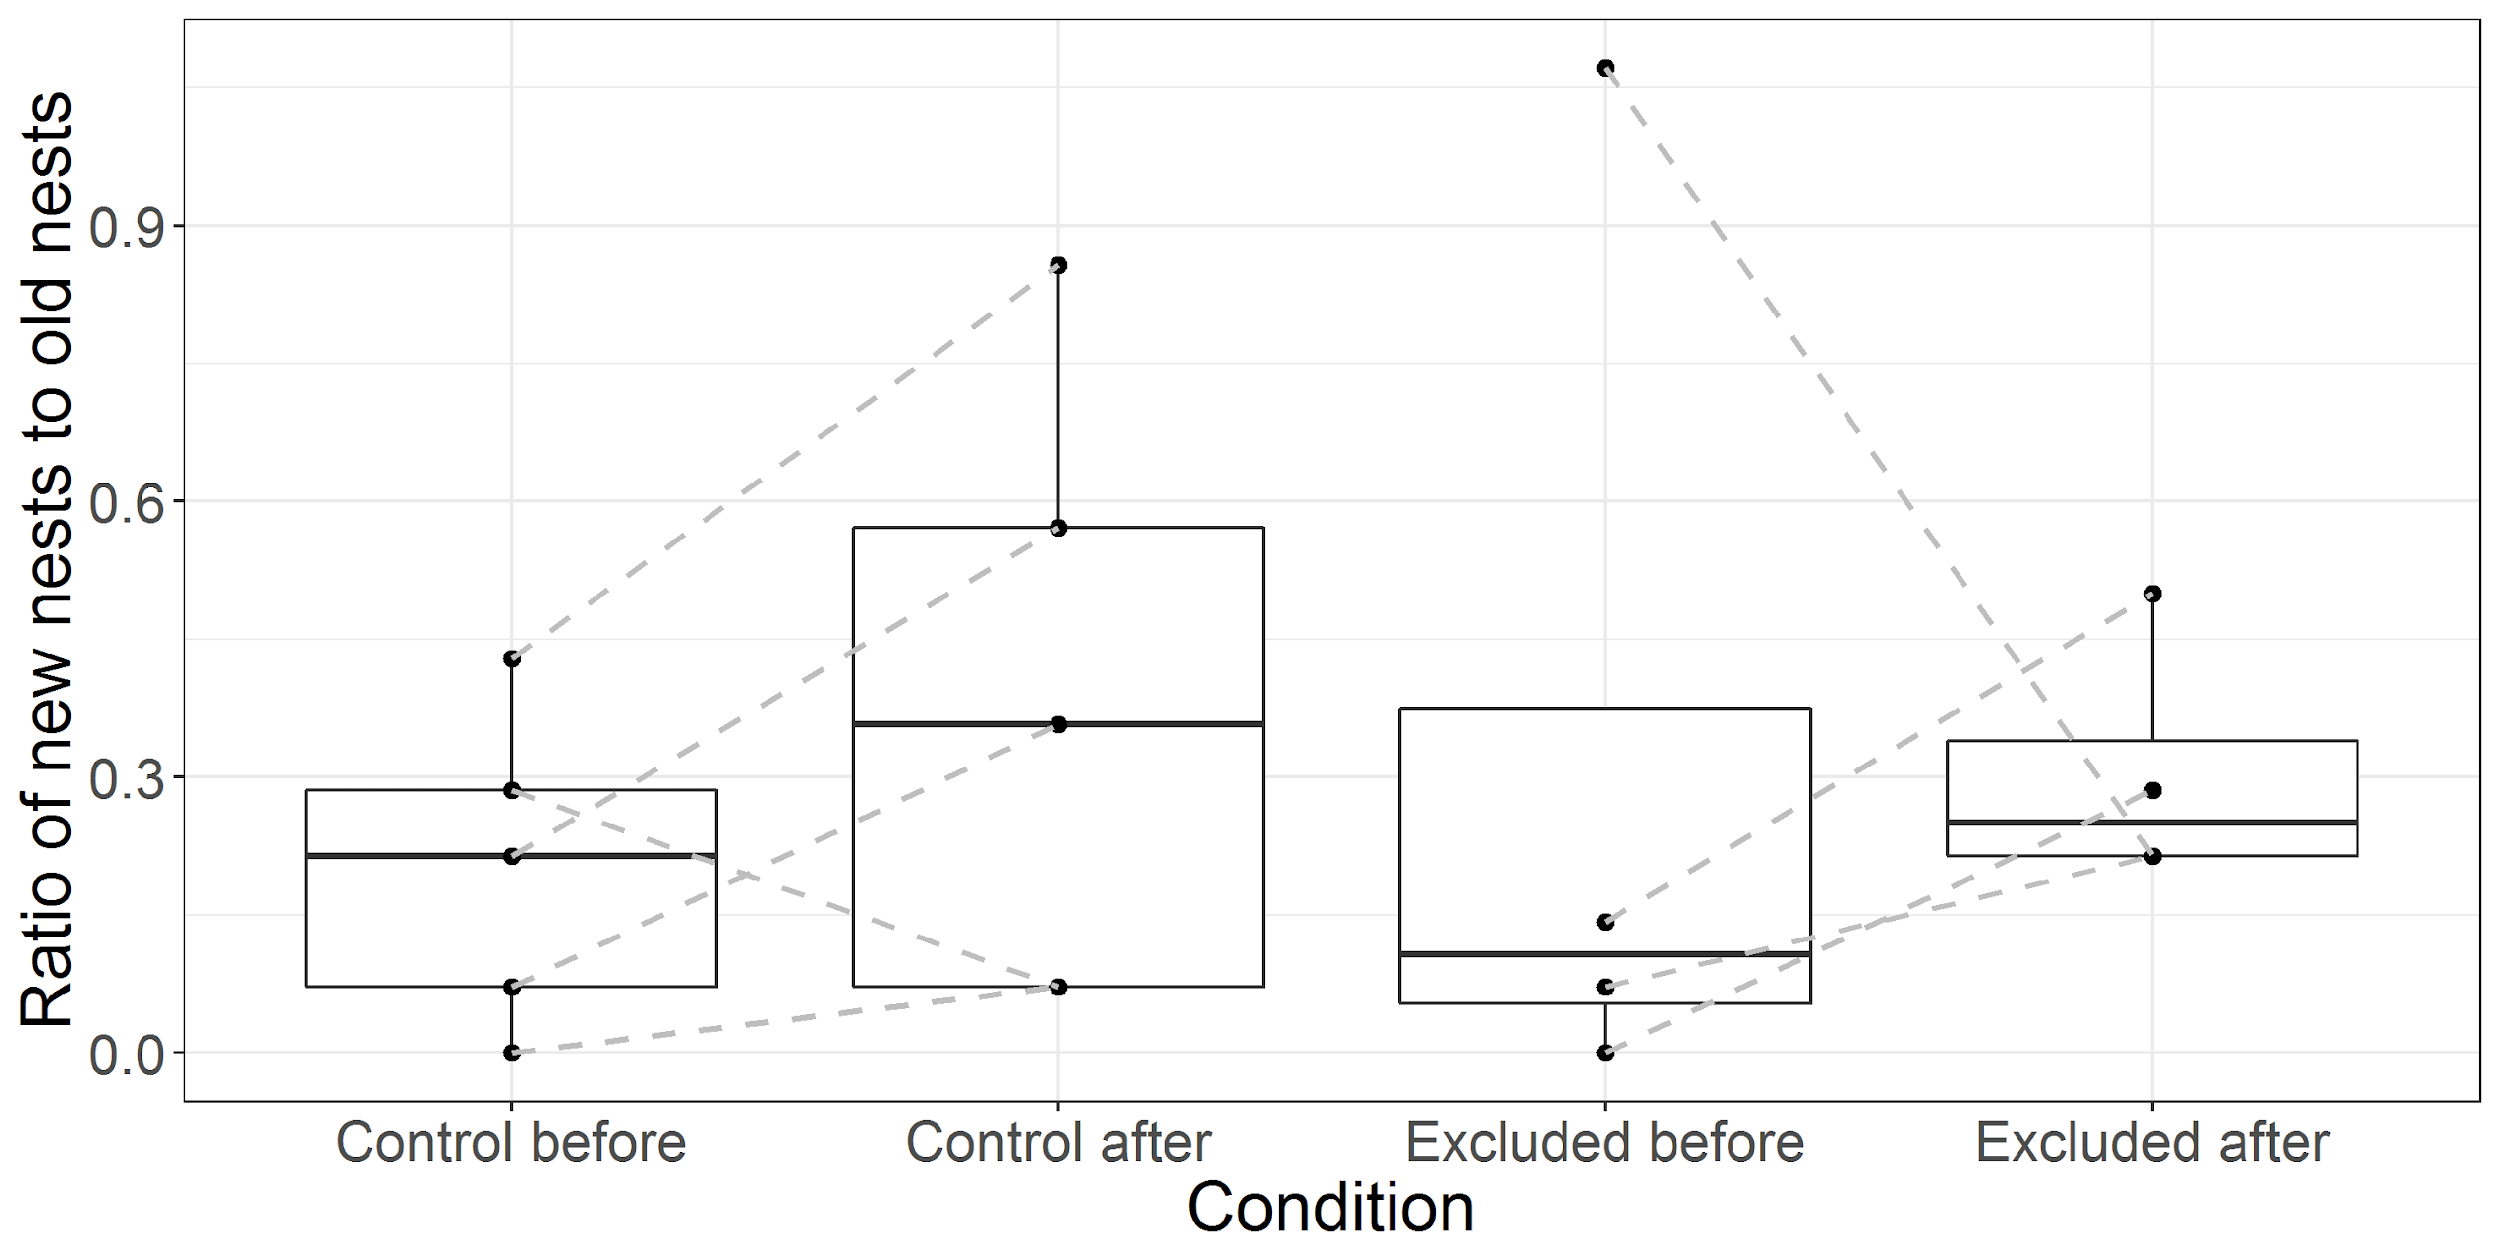 Ratio of new nests to old nests
0.9
0.6
0.3
0.0
Control before
Control after
Excluded before
Excluded after
Condition